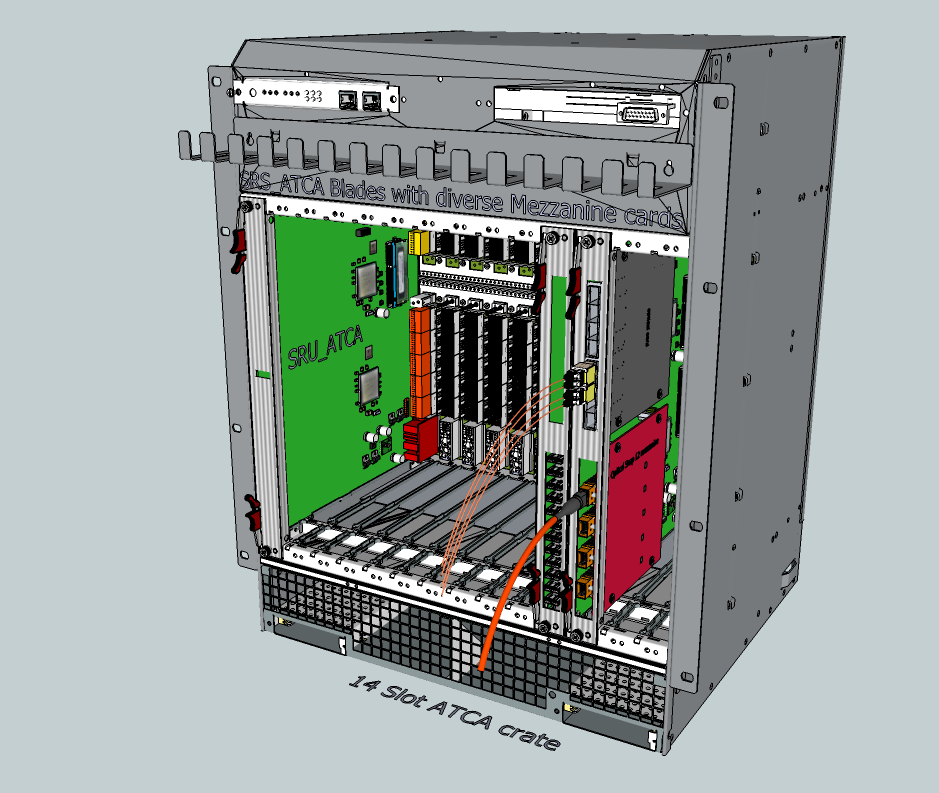 SRS_ATCA Blades with diverse Mezzanine cards
SRU_ATCA
14 Slot ATCA crate